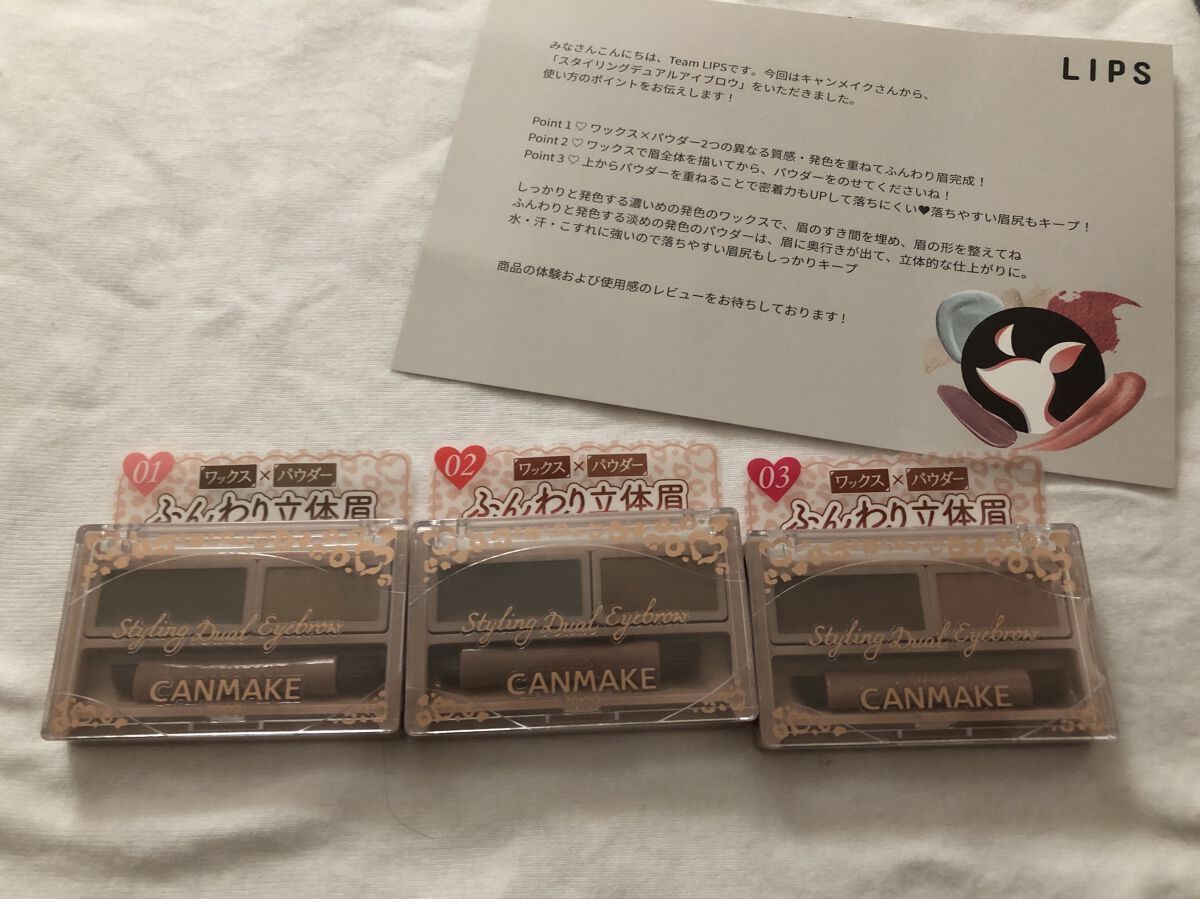 LIPS
みなさんこんにちは、Team LIPSです。今回はキャンメイクさんから、
「スタイリングデュアルアイブロウ」をいただきました。
使い方のポイントをお伝えします！
Point 1 ♡ ワックス×パウダー2つの異なる質感・発色を重ねてふんわり眉完成！
Point 2 ♡ ワックスで眉全体を描いてから、パウダーをのせてくださいね！
Point 3 ♡ 上からパウダーを重ねることで密着力もUPして落ちにくい♥落ちやすい眉尻もキープ！
しっかりと発色する濃いめの発色のワックスで、眉のすき間を埋め、眉の形を整えてね
ふんわりと発色する淡めの発色のパウダーは、眉に奥行きが出て、立体的な仕上がりに。
水・汗・こすれに強いので落ちやすい眉尻もしっかりキープ
商品の体験および使用感のレビューをお待ちしております！
01
ワックス×パウダー
ふんわり立体眉
Styling Dual Eyebrow
CANMAKE
02
ワックス×パウダー
ふんわり立体眉
Styling Dual Eyebrow
CANMAKE
03
ワックス×パウダー
ふんわり立体眉
Styling Dual Eyebrow
CANMAKE